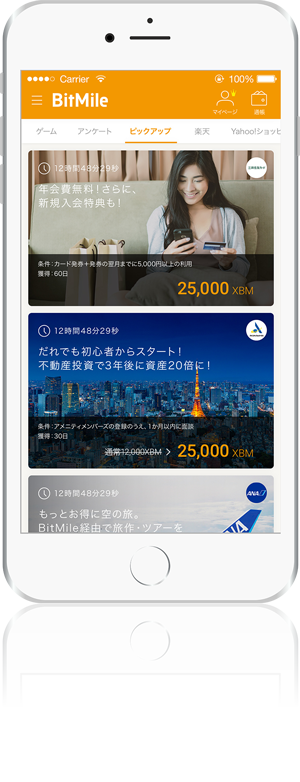 Carrier 100%
BitMile
マイページ 通帳
ゲーム アンケート ピックアップ 楽天 Yahoo!ショッピ
12時間48分29秒
年会費無料！さらに、
新規入会特典も！
条件：カード発券＋発券の翌月までに5,000円以上の利用
獲得：60日
25,000 XBM
12時間48分29秒
だれでも初心者からスタート！
不動産投資で3年後に資産20倍に！
条件：アメニティメンバーズの登録のうえ、1か月以内に面談
獲得：30日
通常12,000XBM > 25,000 XBM
12時間48分29秒
ANA
もっとお得に空の旅。
BitMile経由で旅作・ツアーを